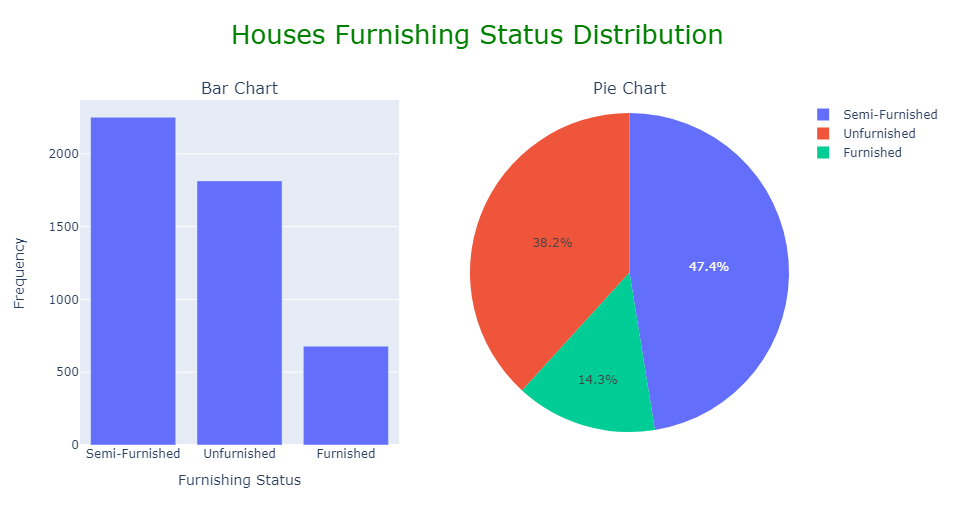 Houses Furnishing Status Distribution
Bar Chart
Frequency
2000
1500
1000
500
0
Semi-Furnished Unfurnished Furnished
Furnishing Status
Pie Chart
38.2%
47.4%
14.3%
Semi-Furnished
Unfurnished
Furnished